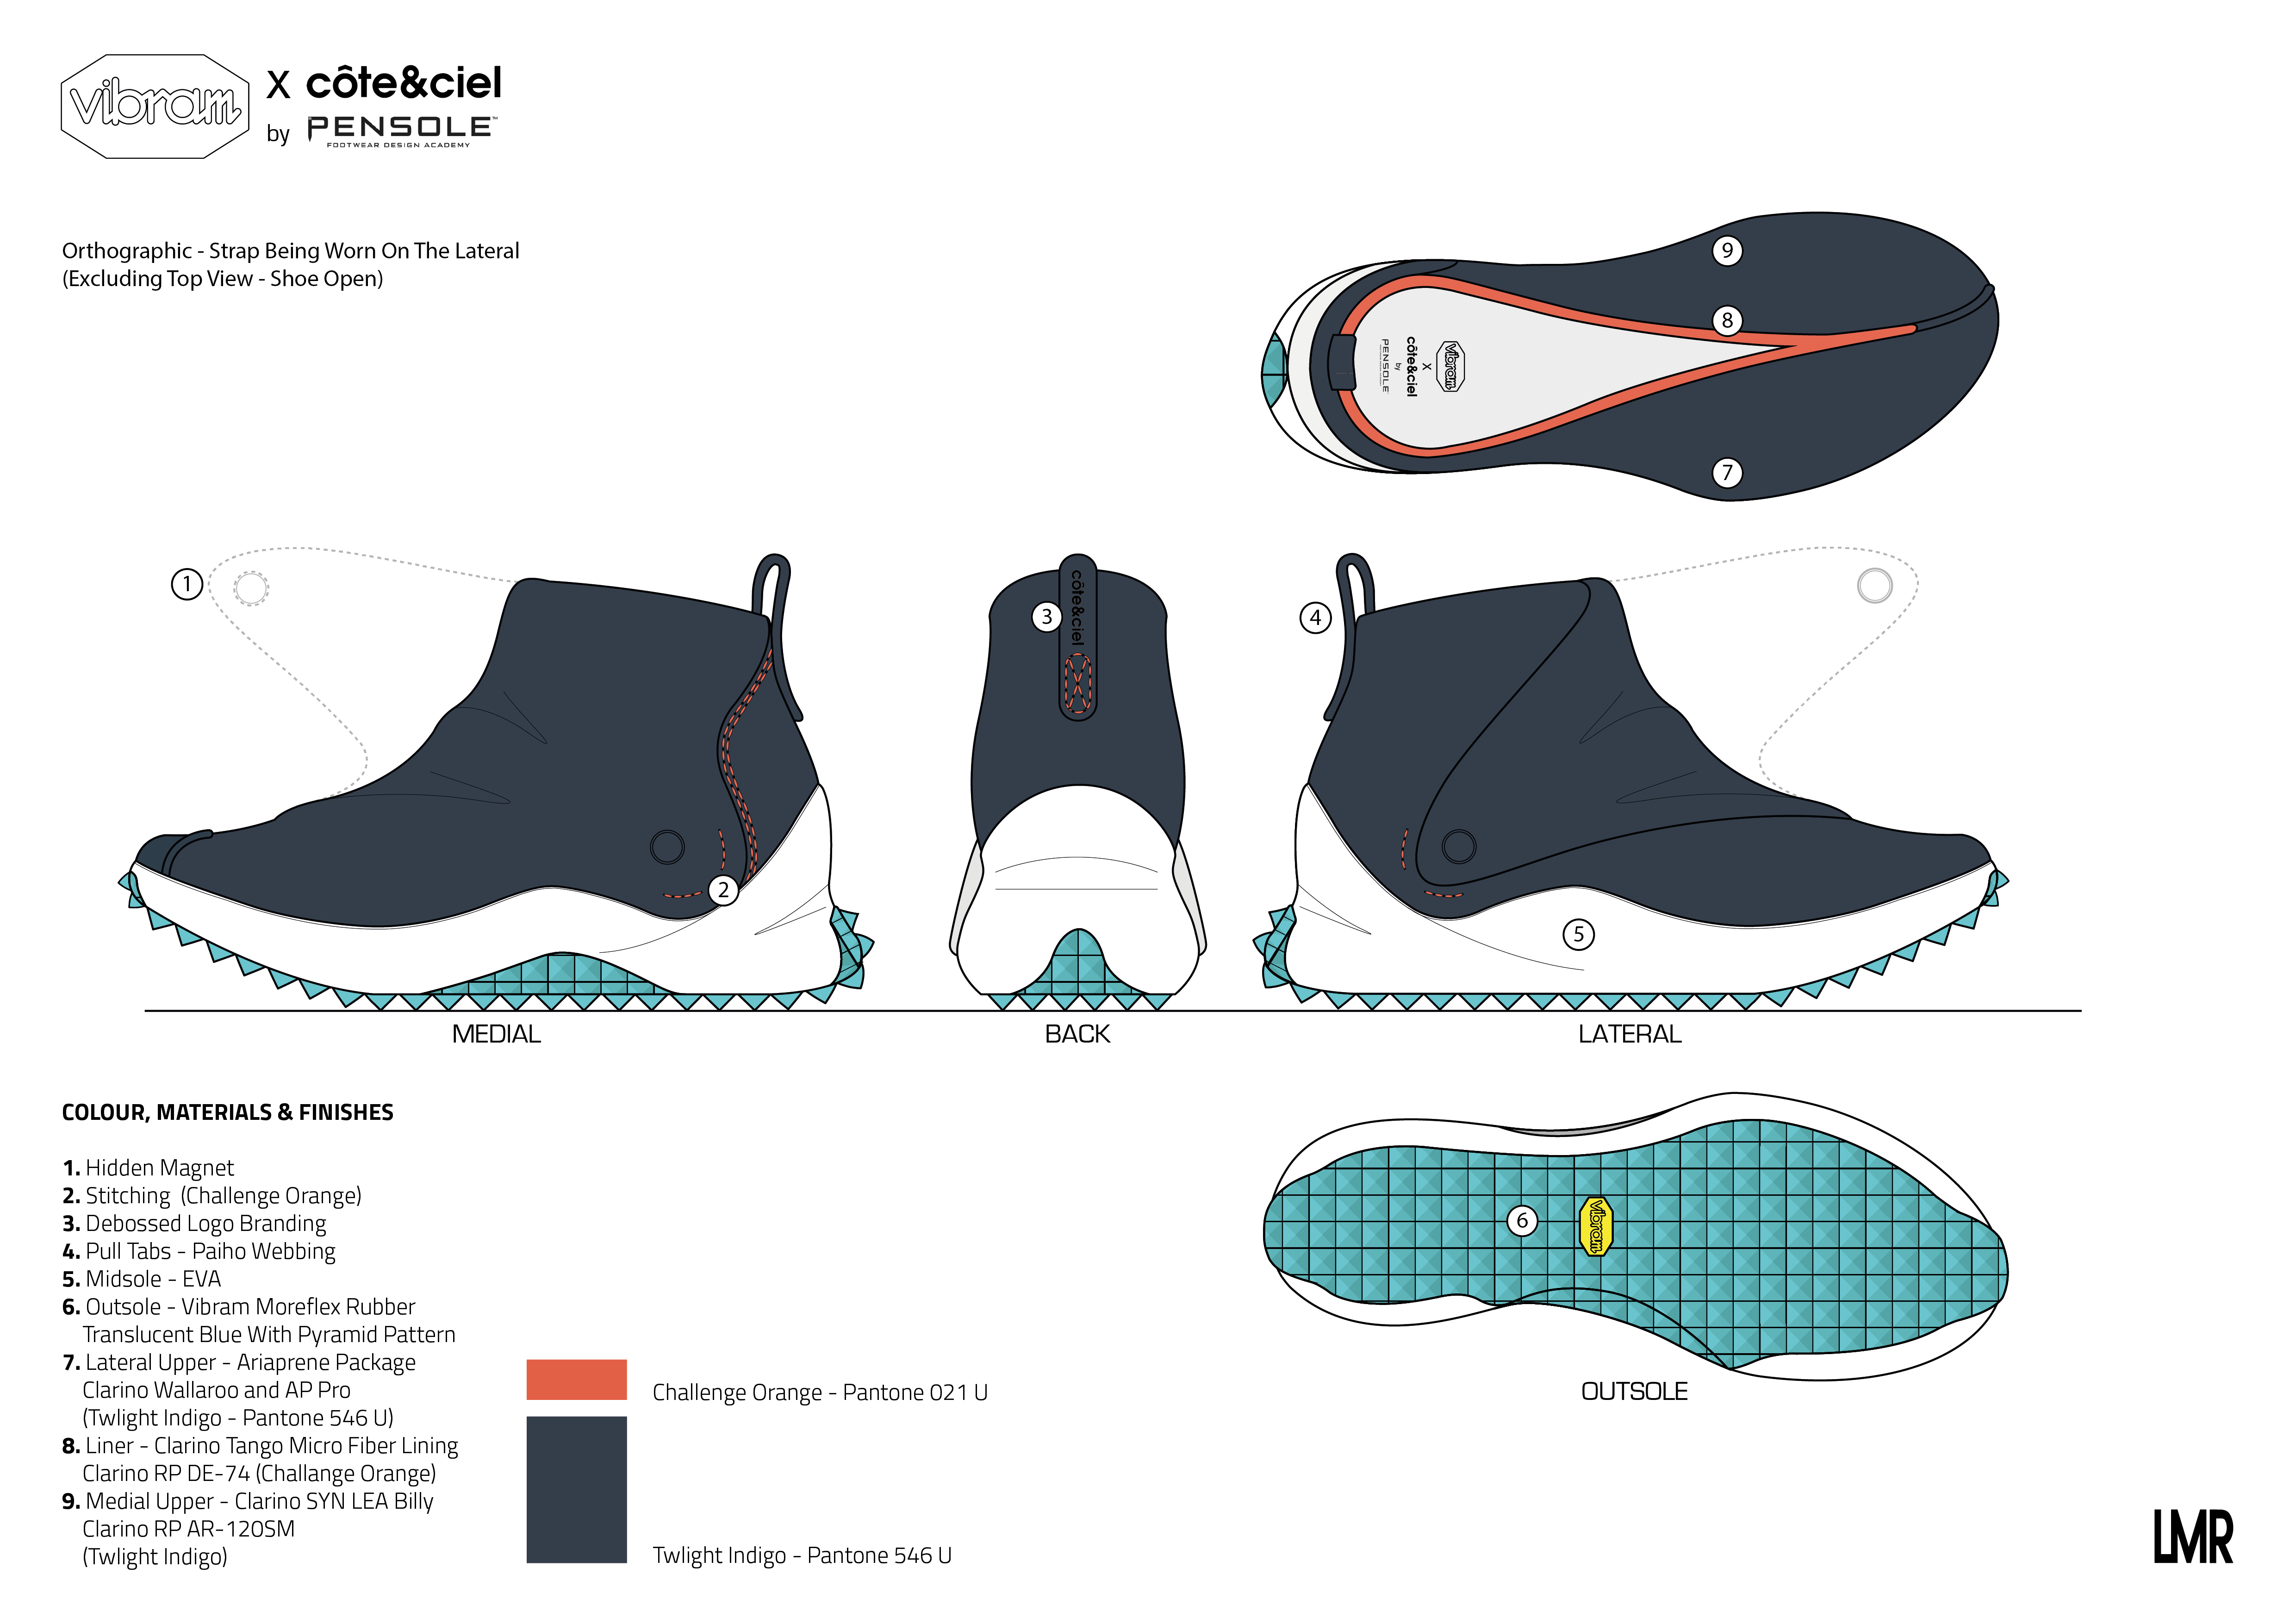 vibram X côte&ciel
by PENSOLE™
FOOTWEAR DESIGN ACADEMY
Orthographic - Strap Being Worn On The Lateral
(Excluding Top View - Shoe Open)
9
8
7
vibram
X
côte&ciel
by
PENSOLE
1
2
3
côte&ciel
4
5
MEDIAL
BACK
LATERAL
COLOUR, MATERIALS & FINISHES
1. Hidden Magnet
2. Stitching (Challenge Orange)
3. Debossed Logo Branding
4. Pull Tabs - Paiho Webbing
5. Midsole - EVA
6. Outsole - Vibram Moreflex Rubber
Translucent Blue With Pyramid Pattern
7. Lateral Upper - Ariaprene Package
Clarino Wallaroo and AP Pro
(Twlight Indigo - Pantone 546 U)
8. Liner - Clarino Tango Micro Fiber Lining
Clarino RP DE-74 (Challange Orange)
9. Medial Upper - Clarino SYN LEA Billy
Clarino RP AR-120SM
(Twlight Indigo)
Challenge Orange - Pantone 021 U
Twlight Indigo - Pantone 546 U
6
vibram
OUTSOLE
LMR